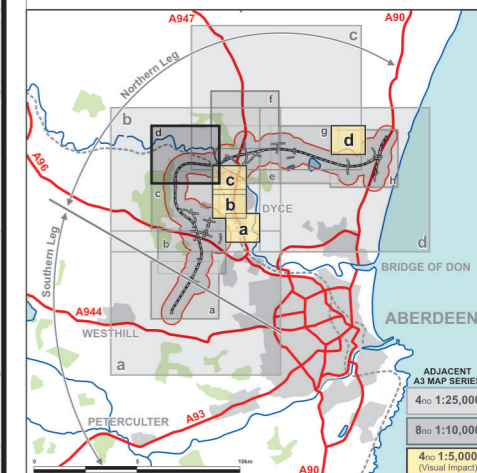 A947
A90
c
Northern Leg
b
f
d
g
d
A96
H
e
c
c
b
DYCE
a
b
j
d
Southern Leg
BRIDGE OF DON
a
A944
ABERDEEN
WESTHILL
a
ADJACENT
A3 MAP SERIES
4no 1:25,000
A93
8no 1:10,000
PETERCULTER
4no 1:5,000
(Visual Impact)
0 5 10km
A90